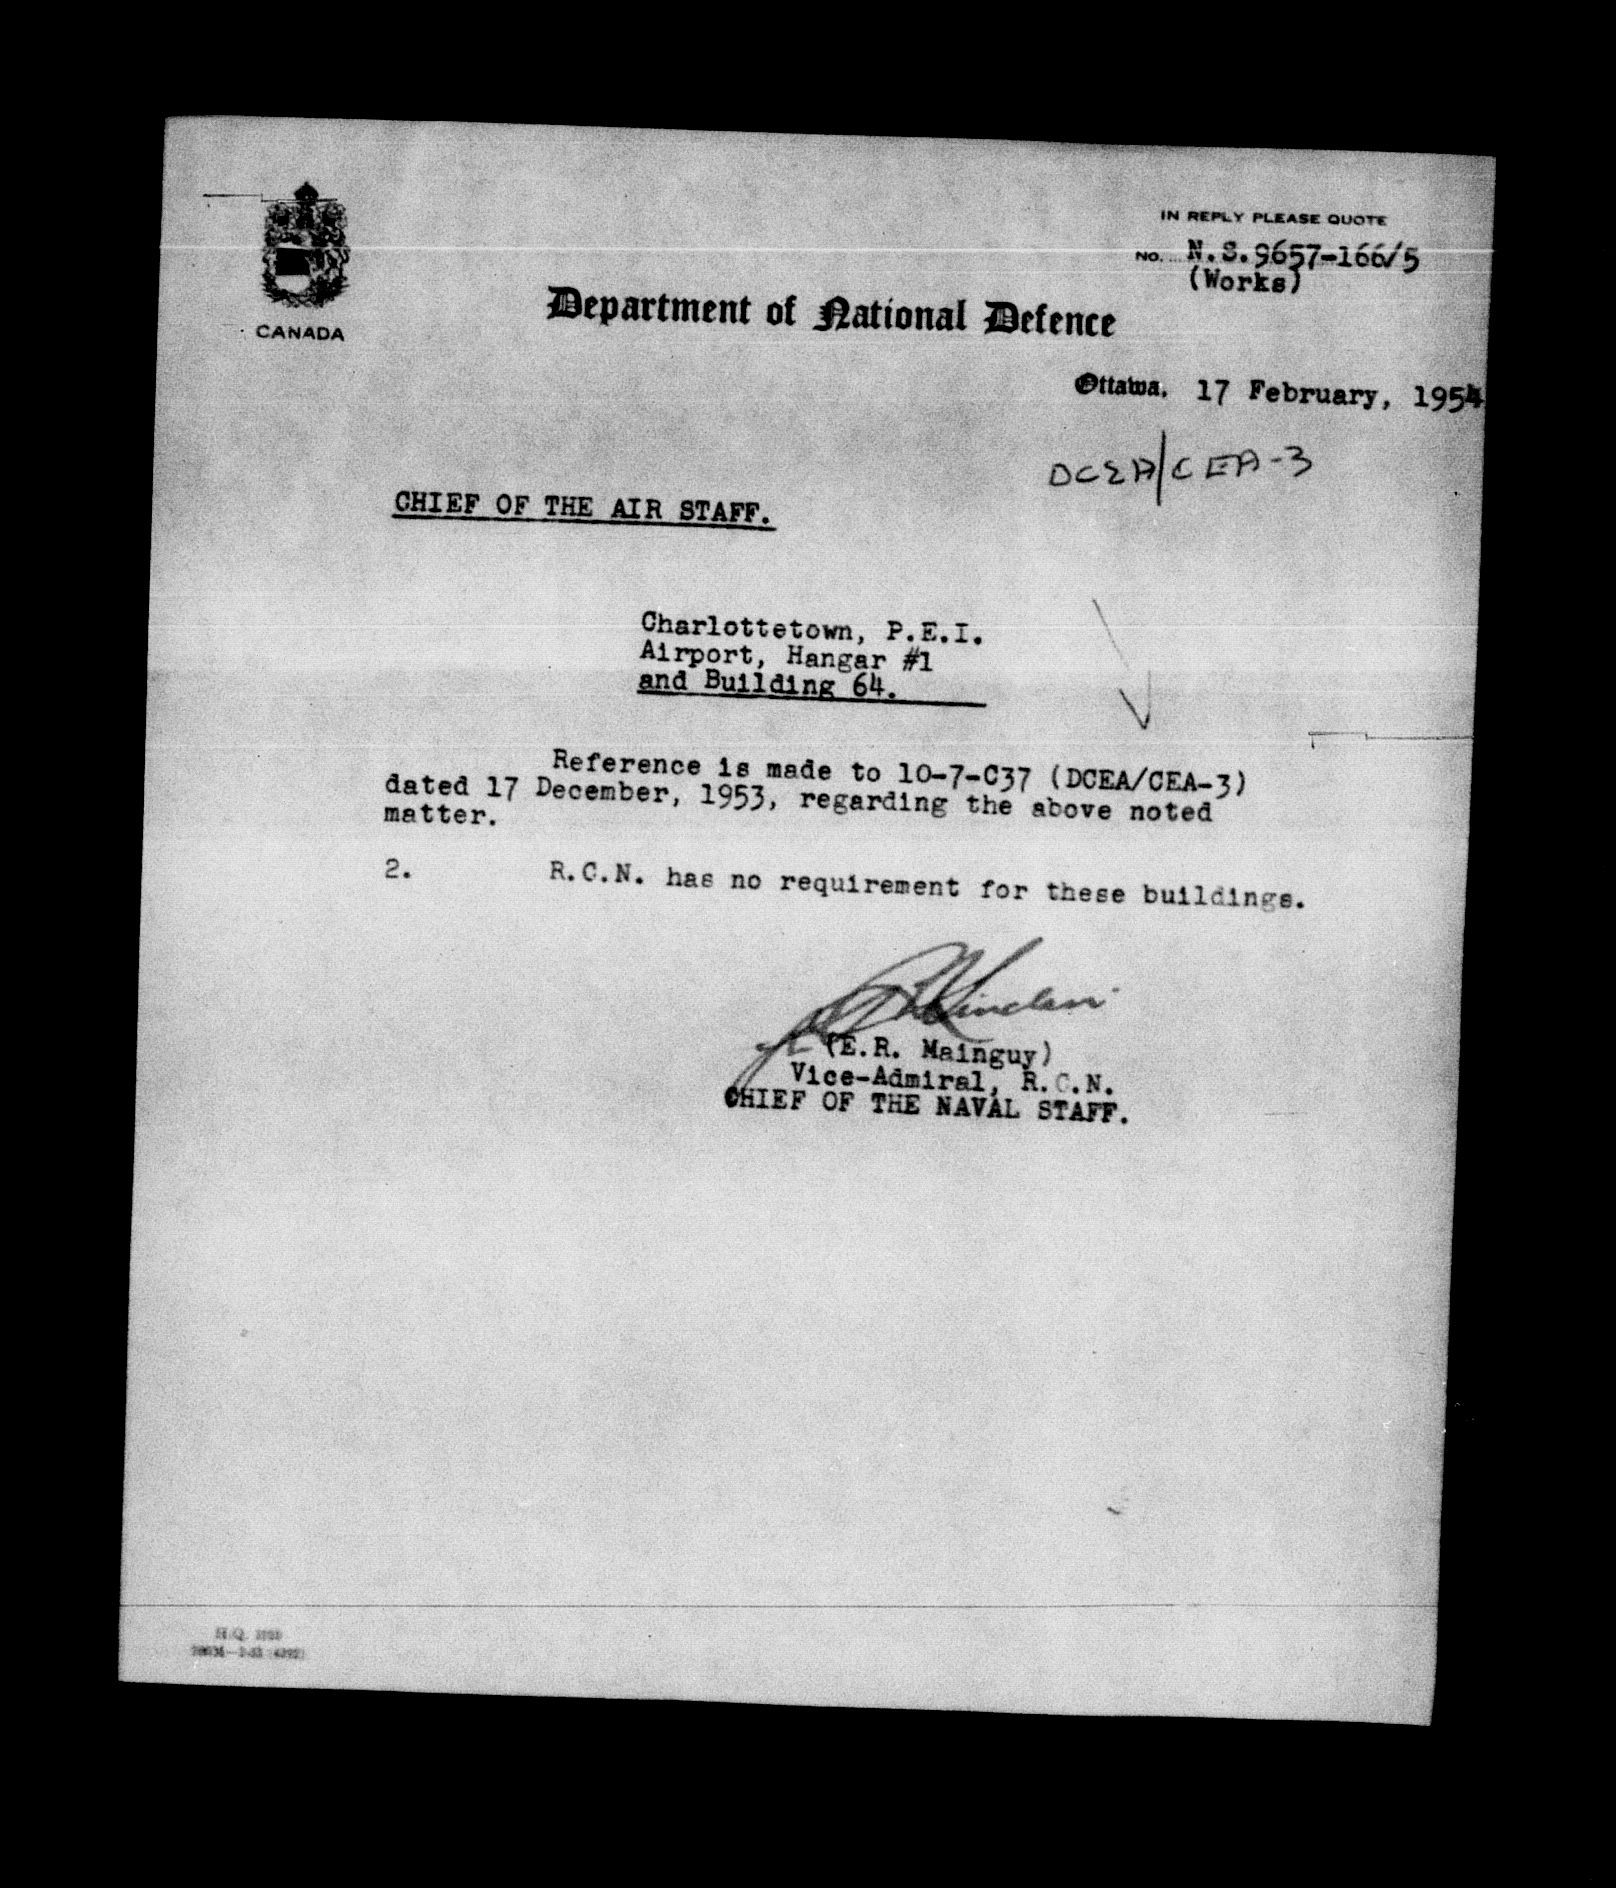 IN REPLY PLEASE QUOTE
NO. N.S. 9657-166/5
(Works)
CANADA
Department of National Defence
Ottawa, 17 February, 1954
DCEA/CEA-3
CHIEF OF THE AIR STAFF.
Charlottetown, P.E.I.
Airport, Hangar #1
and Building 64.
Reference is made to 10-7-C37 (DCEA/CEA-3)
dated 17 December, 1953, regarding the above noted
matter.
2. R.C.N. has no requirement for these buildings.
(E.R. Mainguy)
Vice-Admiral, R.C.N.
CHIEF OF THE NAVAL STAFF.
H.Q.